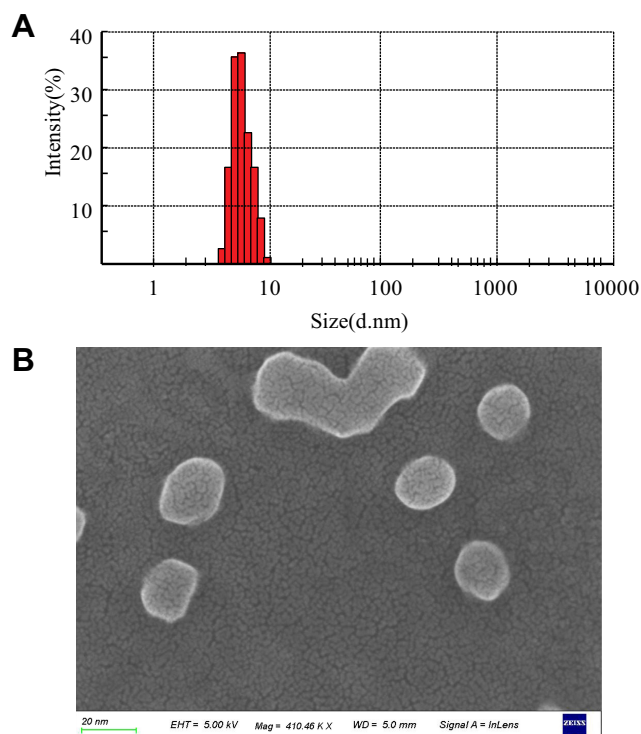 A
40
30
20
10
Intensity(%)
1 10 100 1000 10000
Size(d.nm)
B
20 nm EHT = 5.00 kV Mag = 410.46 K X WD = 5.0 mm Signal A = InLens ZEISS